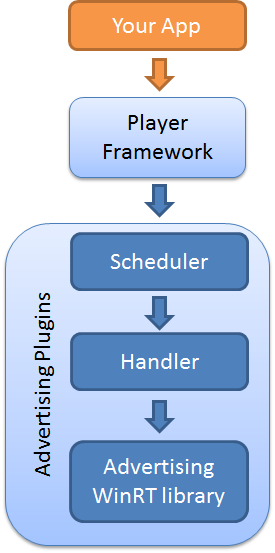 Your App
Player
Framework
Advertising Plugins
Scheduler
Handler
Advertising
WinRT library